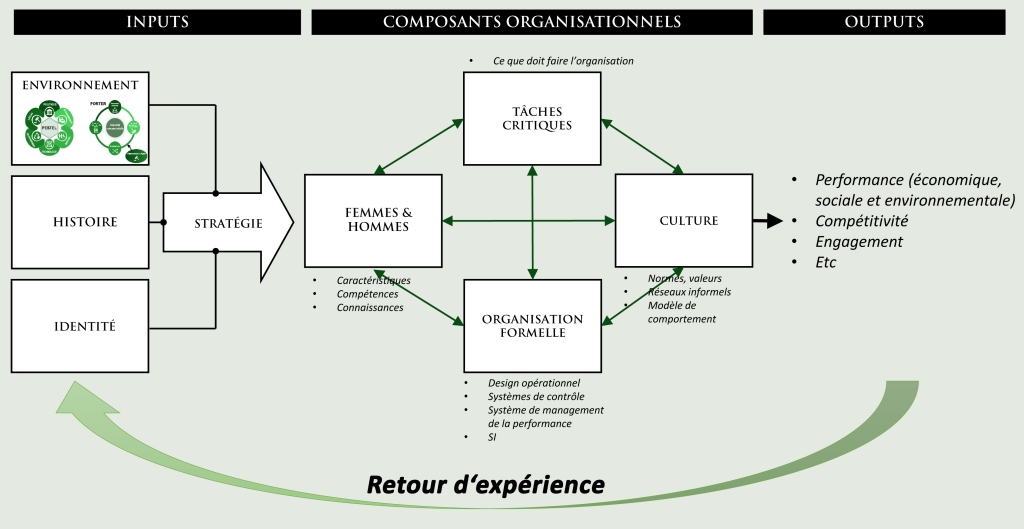 INPUTS
COMPOSANTS ORGANISATIONNELS
OUTPUTS
ENVIRONNEMENT
PESTEL
PORTER
HISTOIRE
IDENTITÉ
STRATÉGIE
• Ce que doit faire l’organisation
TÂCHES
CRITIQUES
FEMMES &
HOMMES
• Caractéristiques
• Compétences
• Connaissances
CULTURE
• Normes, valeurs
• Réseaux informels
• Modèle de
comportement
ORGANISATION
FORMELLE
• Design opérationnel
• Systèmes de contrôle
• Système de management
de la performance
• SI
• Performance (économique,
sociale et environnementale)
• Compétitivité
• Engagement
• Etc
Retour d‘expérience